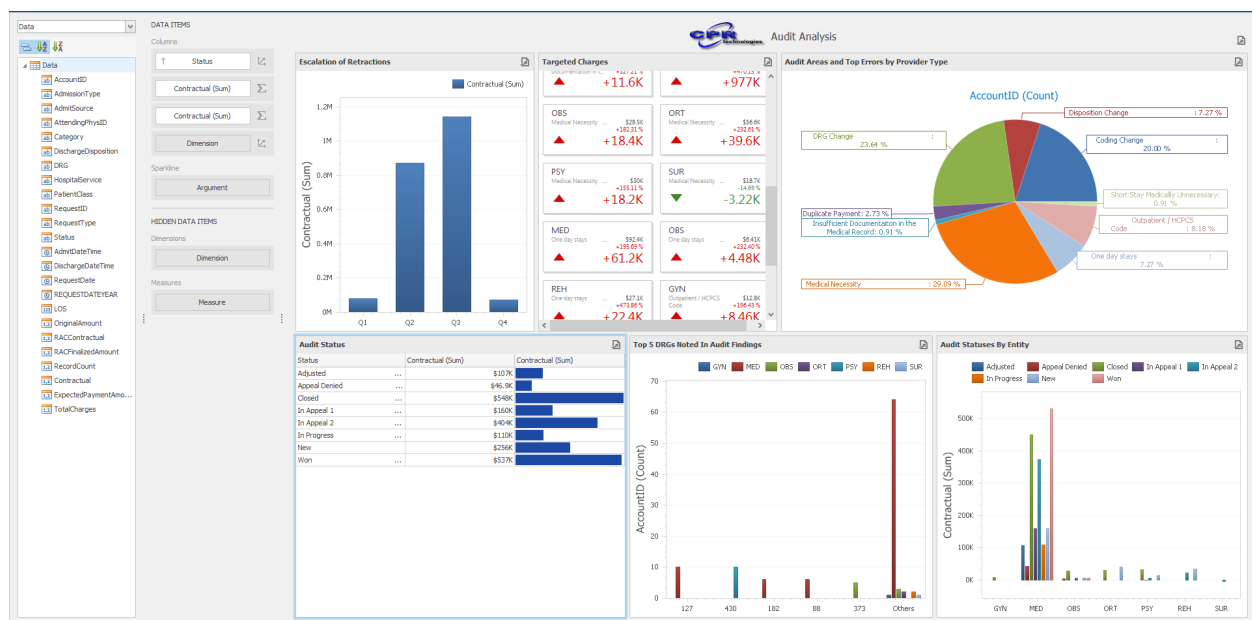 Data
DATA ITEMS
CPR
technologies
Audit Analysis
Columns
Data
AccountID
AdmissionType
AdmitSource
AttendingPhysID
Category
DischargeDisposition
DRG
HospitalService
PatientClass
RequestID
RequestType
Status
AdmitDateTime
DischargeDateTime
RequestDate
REQUESTDATEYEAR
LOS
OriginalAmount
RACContractual
RACFinalizedAmount
RecordCount
Contractual
ExpectedPaymentAmo...
TotalCharges
Status
Contractual (Sum)
Contractual (Sum)
Dimension
Sparkline
Argument
HIDDEN DATA ITEMS
Dimensions
Dimension
Measures
Measure
Escalation of Retractions
Contractual (Sum)
Contractual (Sum)
1.2M
1M
0.8M
0.6M
0.4M
0.2M
0M
Q1 Q2 Q3 Q4
Targeted Charges
+11.6K
+977K
OBS
Medical Necessity ... $28.5K
+182.31 %
+18.4K
ORT
Medical Necessity ... $56.6K
+232.61 %
+39.6K
PSY
Medical Necessity ... $30K
+155.11 %
+18.2K
SUR
Medical Necessity ... $18.7K
-14.69 %
-3.22K
MED
One day stays ... $92.4K
+195.69 %
+61.2K
OBS
One day stays ... $6.41K
+232.40 %
+4.48K
REH
One day stays ... $27.1K
+473.86 %
+22.4K
GYN
Outpatient / HCPCS $12.8K
Code +196.43 %
+8.46K
Audit Areas and Top Errors by Provider Type
AccountID (Count)
Disposition Change : 7.27 %
DRG Change :
23.64 %
Coding Change :
20.00 %
Short Stay Medically Unnecessary:
0.91 %
Duplicate Payment: 2.73 %
Insufficient Documentaiton in the
Medical Record: 0.91 %
Outpatient / HCPCS
Code : 8.18 %
One day stays :
7.27 %
Medical Necessity : 29.09 %
Audit Status
Status Contractual (Sum) Contractual (Sum)
Adjusted ... $107K
Appeal Denied ... $46.9K
Closed ... $548K
In Appeal 1 ... $160K
In Appeal 2 ... $404K
In Progress ... $110K
New ... $256K
Won ... $537K
Top 5 DRGs Noted In Audit Findings
GYN MED OBS ORT PSY REH SUR
AccountID (Count)
70
60
50
40
30
20
10
0
127 430 182 88 373 Others
Audit Statuses By Entity
Adjusted Appeal Denied Closed In Appeal 1 In Appeal 2
In Progress New Won
Contractual (Sum)
500K
400K
300K
200K
100K
0K
GYN MED OBS ORT PSY REH SUR